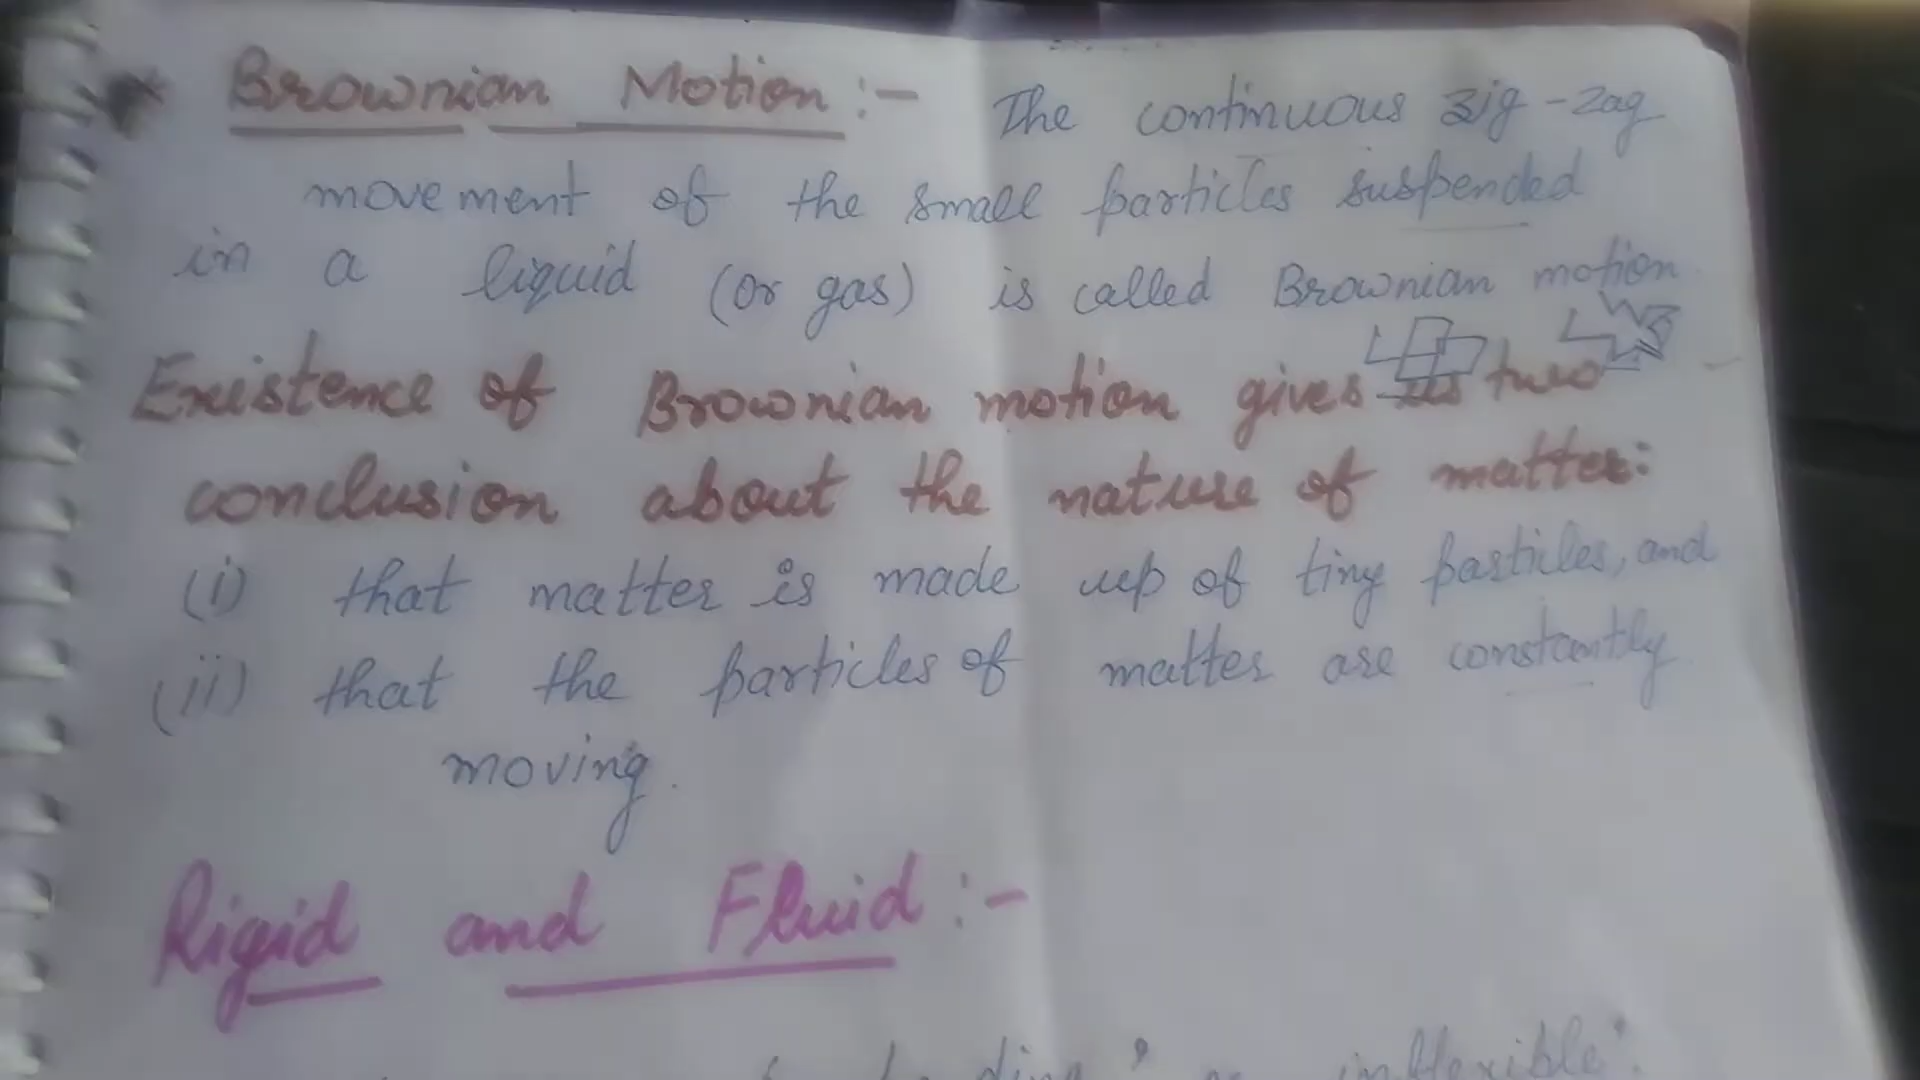 Brownian Motion :- The continuous zig-zag
movement of the small particles suspended
in a liquid (or gas) is called Brownian motion
Existence of Brownian motion gives us two
conclusion about the nature of matter:
(i) that matter is made up of tiny particles, and
(ii) that the particles of matter are constantly
moving.
Rigid and Fluid :-
inflexible'.